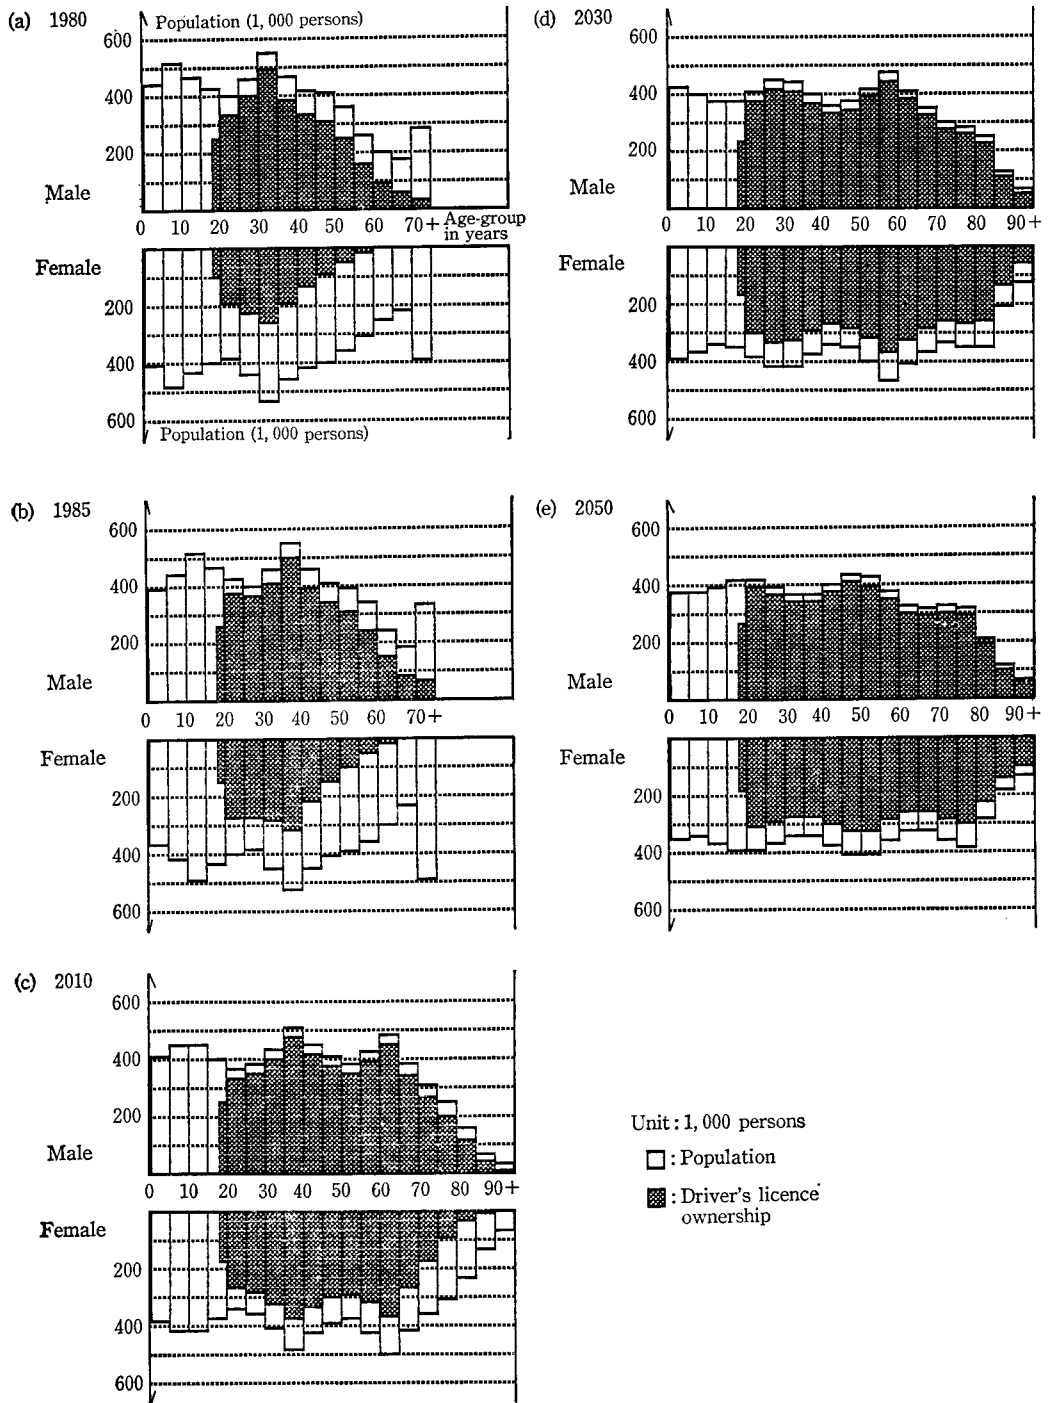 (a) 1980
Population (1, 000 persons)
600
400
200
Male
0 10 20 30 40 50 60 70+ Age-group
in years
Female
200
400
600
Population (1, 000 persons)
(b) 1985
600
400
200
Male
0 10 20 30 40 50 60 70+
Female
200
400
600
(c) 2010
600
400
200
Male
0 10 20 30 40 50 60 70 80 90+
Female
200
400
600
(d) 2030
600
400
200
Male
0 10 20 30 40 50 60 70 80 90+
Female
200
400
600
(e) 2050
600
400
200
Male
0 10 20 30 40 50 60 70 80 90+
Female
200
400
600
Unit : 1, 000 persons
: Population
: Driver's licence
ownership